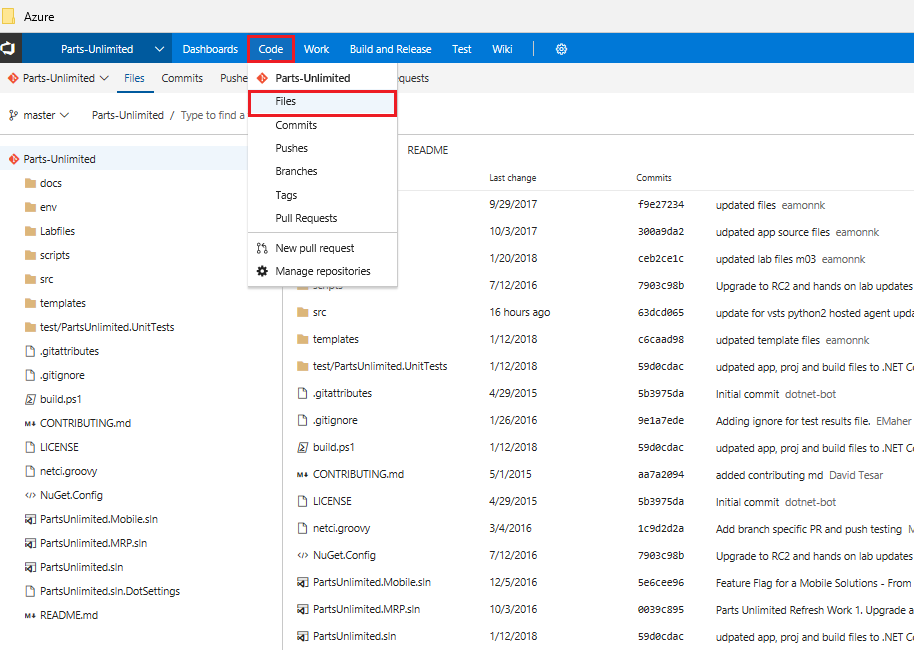 Azure
Parts-Unlimited Dashboards Code Work Build and Release Test Wiki
Parts-Unlimited Files Commits Pushe quests
master Parts-Unlimited / Type to find a
Parts-Unlimited
Files
Commits
Pushes
Branches
Tags
Pull Requests
New pull request
Manage repositories
Parts-Unlimited
docs
env
Labfiles
scripts
src
templates
test/PartsUnlimited.UnitTests
.gitattributes
.gitignore
build.ps1
CONTRIBUTING.md
LICENSE
netci.groovy
NuGet.Config
PartsUnlimited.Mobile.sln
PartsUnlimited.MRP.sln
PartsUnlimited.sln
PartsUnlimited.sln.DotSettings
README.md
README
Last change Commits
9/29/2017 f9e27234 updated files eamonnk
10/3/2017 300a9da2 udpated app source files eamonnk
1/20/2018 ceb2ce1c updated lab files m03 eamonnk
scripts 7/12/2016 7903c98b Upgrade to RC2 and hands on lab updates
src 16 hours ago 63dcd065 update for vsts python2 hosted agent upda
templates 1/12/2018 c6caad98 udpated template files eamonnk
test/PartsUnlimited.UnitTests 1/12/2018 59d0cdac udpated app, proj and build files to .NET Co
.gitattributes 4/29/2015 5b3975da Initial commit dotnet-bot
.gitignore 1/26/2016 9e1a7ede Adding ignore for test results file. EMaher
build.ps1 1/12/2018 59d0cdac udpated app, proj and build files to .NET Co
CONTRIBUTING.md 5/1/2015 aa7a2094 added contributing md David Tesar
LICENSE 4/29/2015 5b3975da Initial commit dotnet-bot
netci.groovy 3/4/2016 1c9d2d2a Add branch specific PR and push testing M
NuGet.Config 7/12/2016 7903c98b Upgrade to RC2 and hands on lab updates
PartsUnlimited.Mobile.sln 12/5/2016 5e6cee96 Feature Flag for a Mobile Solutions - From
PartsUnlimited.MRP.sln 10/3/2016 0039c895 Parts Unlimited Refresh Work 1. Upgrade a
PartsUnlimited.sln 1/12/2018 59d0cdac udpated app, proj and build files to .NET Co